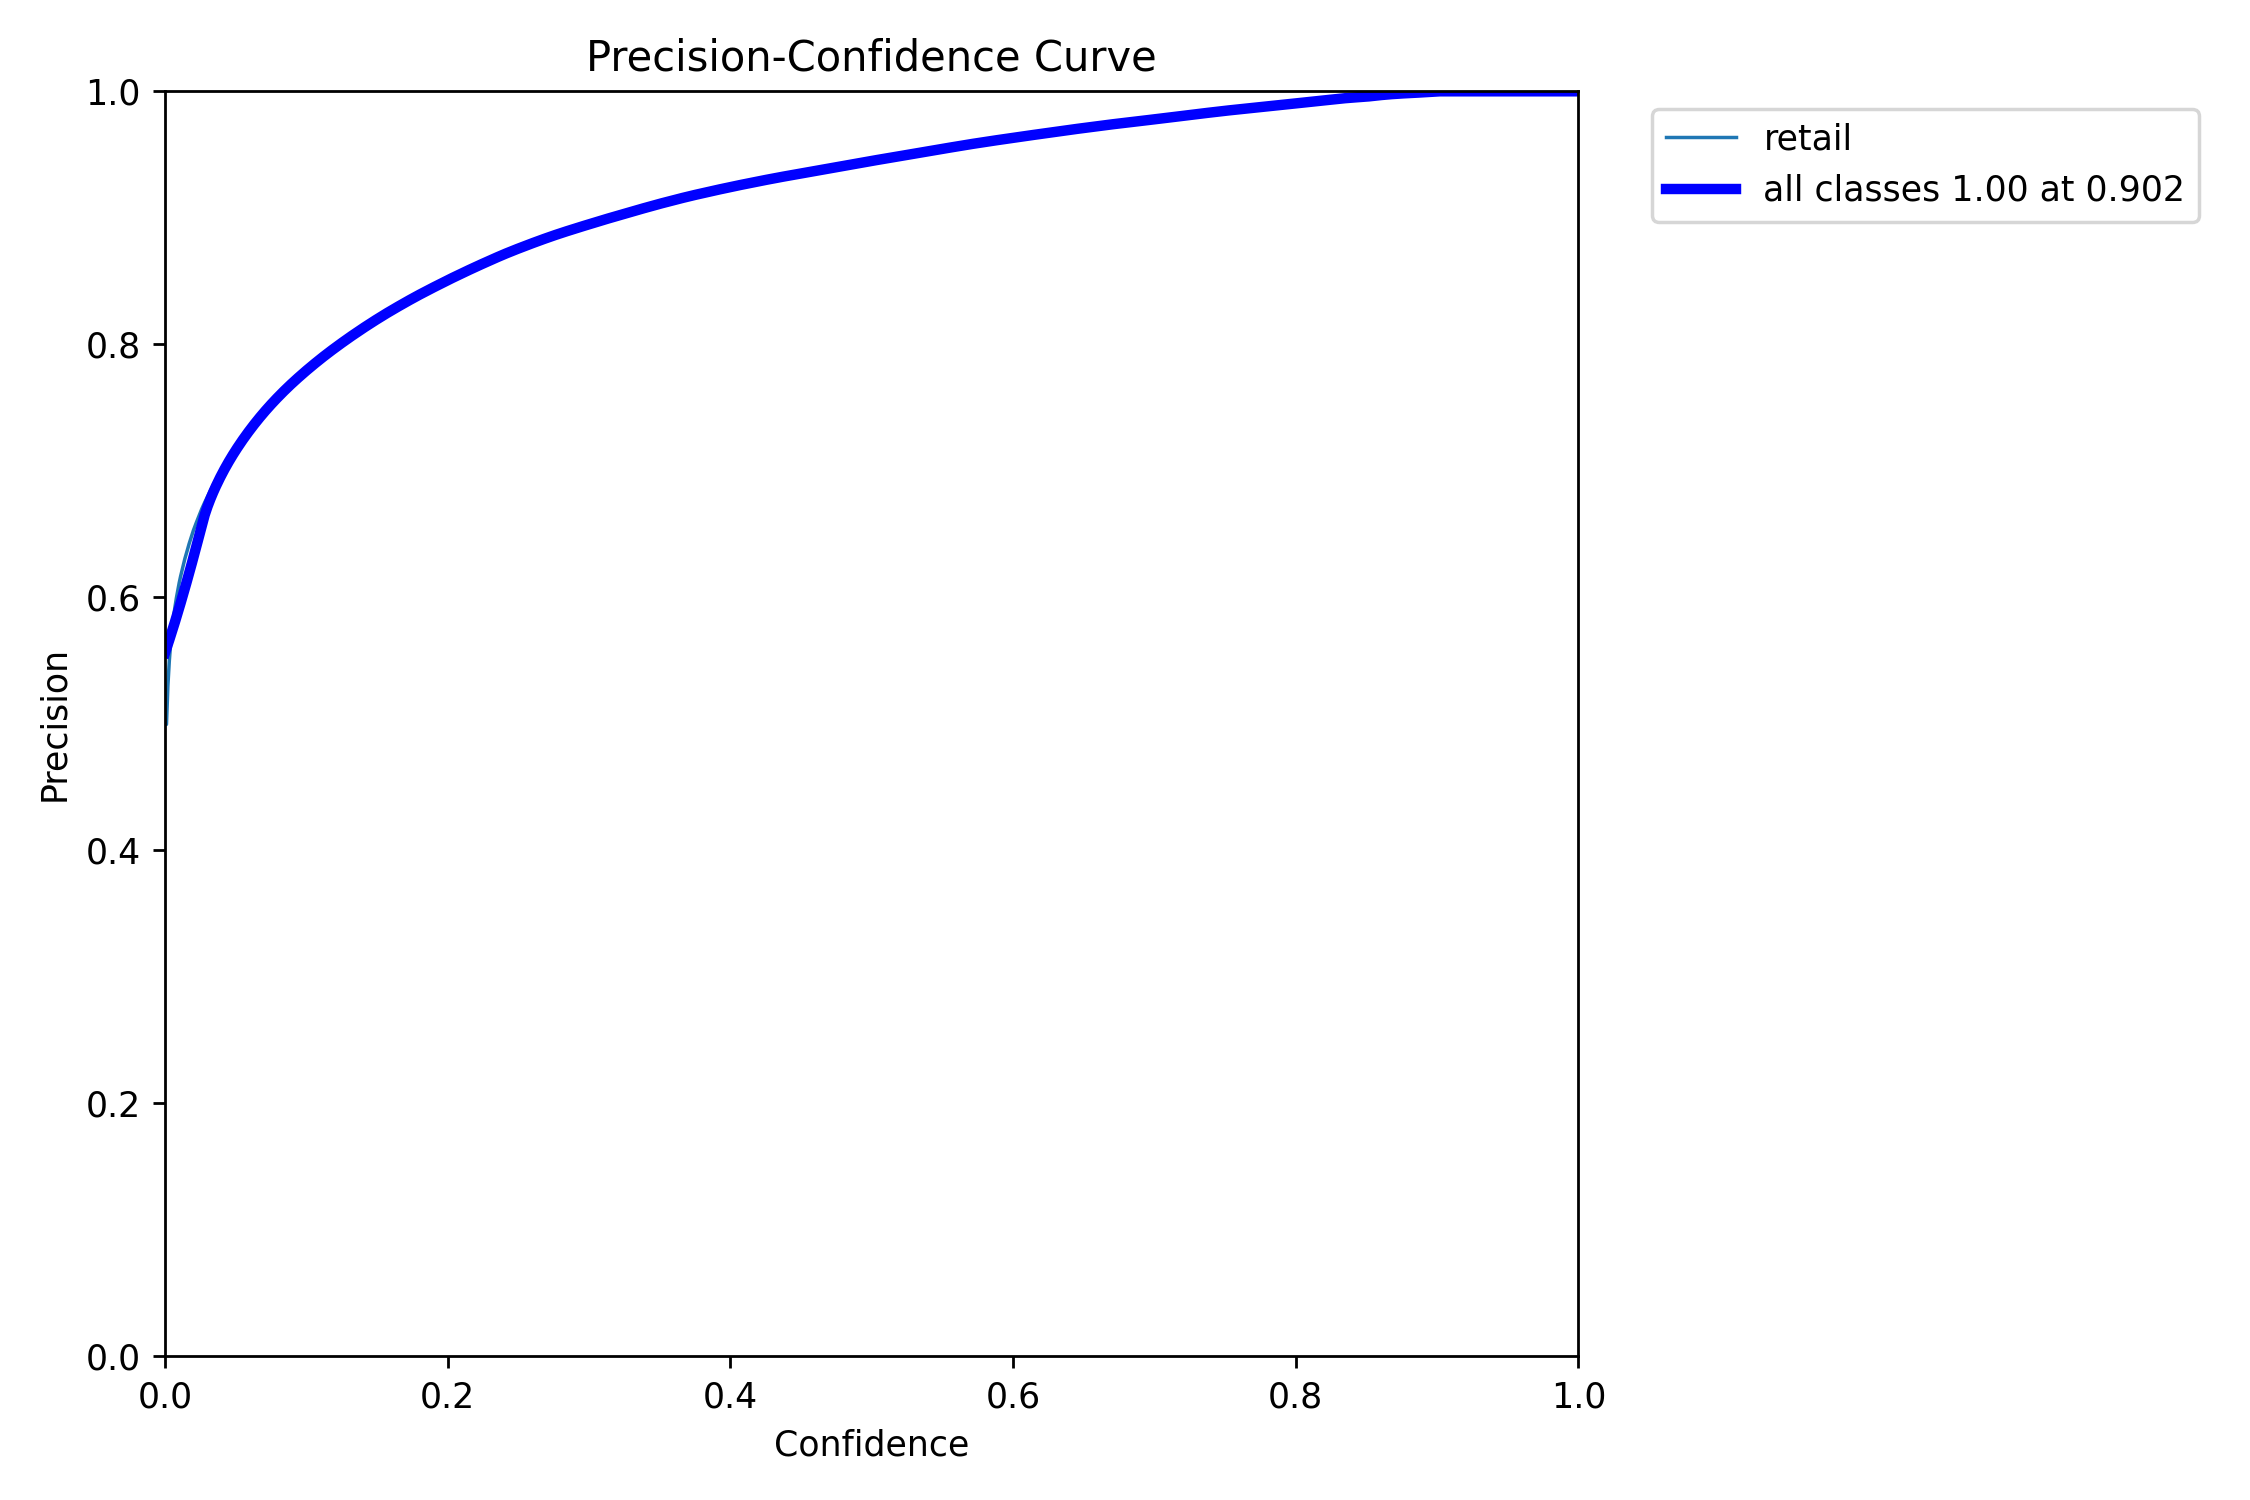 Precision-Confidence Curve
retail
all classes 1.00 at 0.902
1.0
0.8
0.6
0.4
0.2
0.0
Precision
0.0 0.2 0.4 0.6 0.8 1.0
Confidence